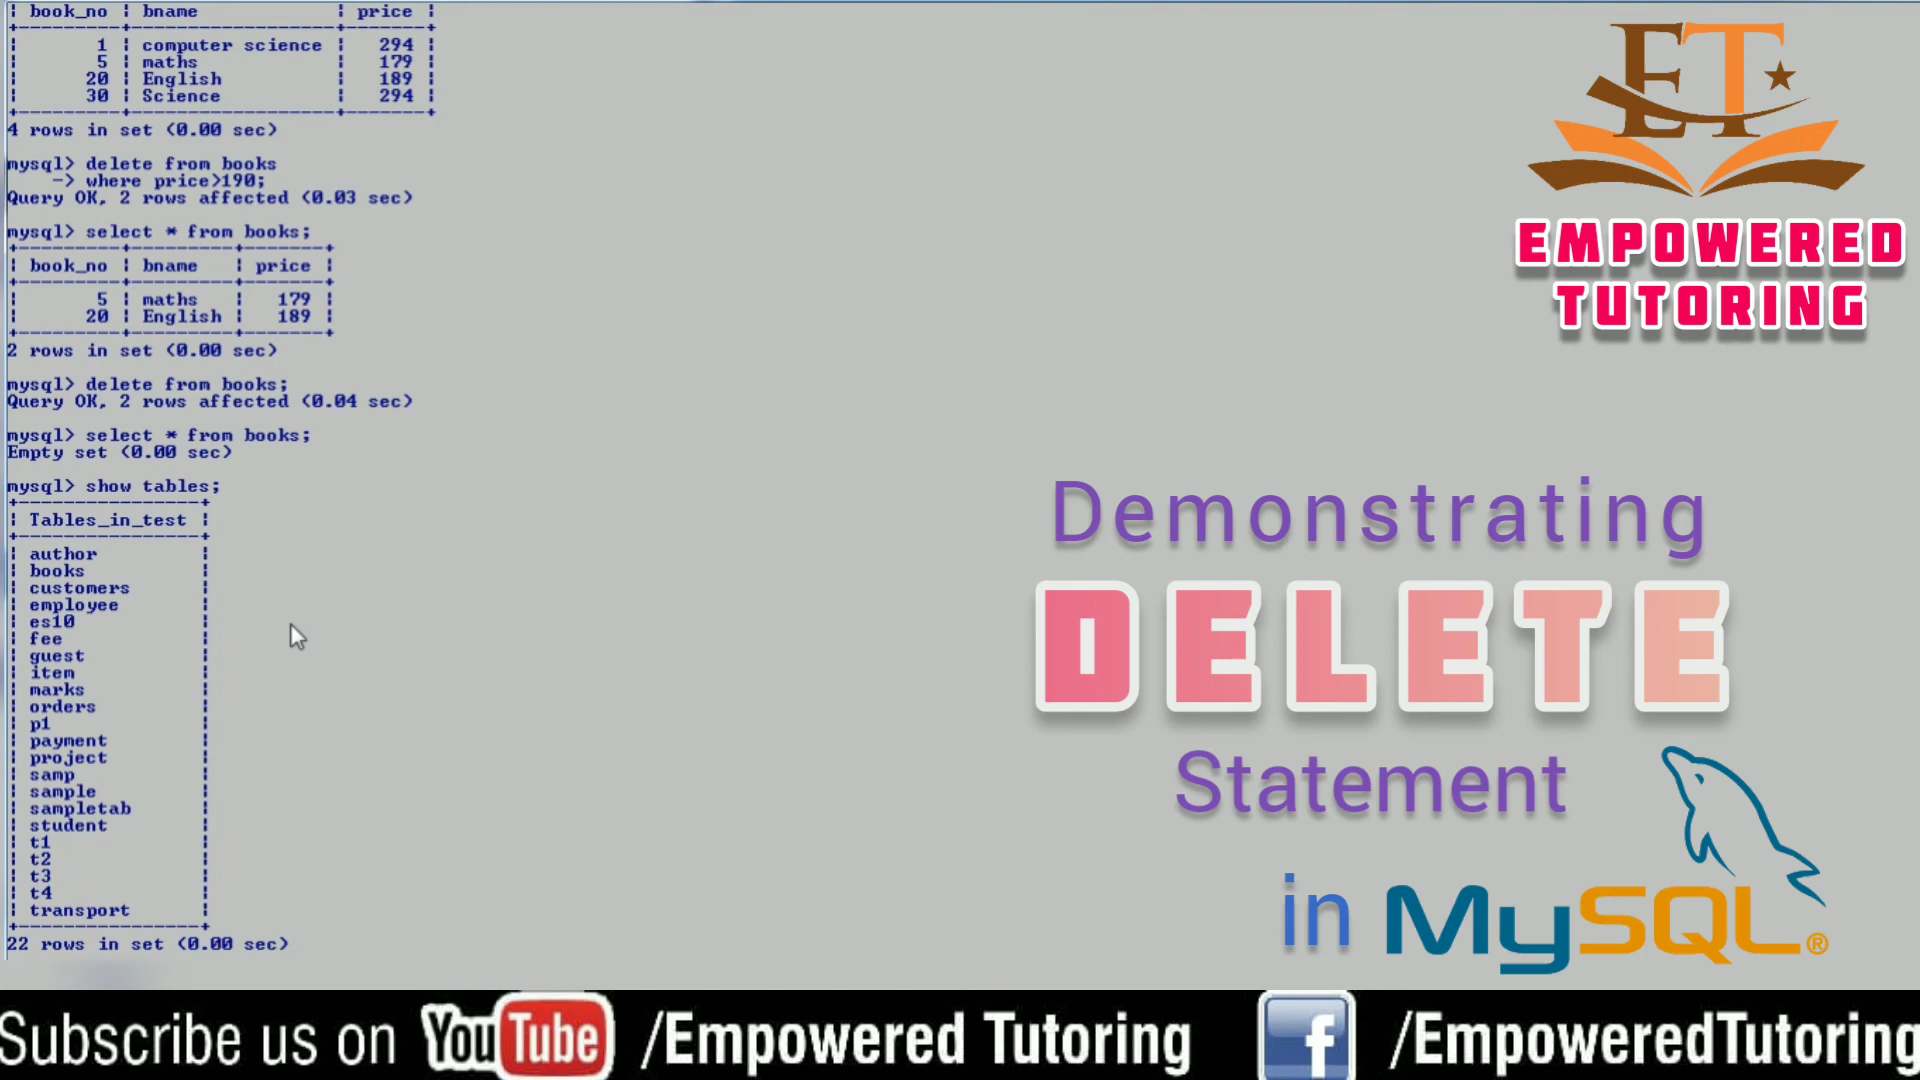 | book_no | bname | price |
| 1 | computer science | 294 |
| 5 | maths | 179 |
| 20 | English | 189 |
| 30 | Science | 294 |
4 rows in set (0.00 sec)
mysql> delete from books
-> where price>190;
Query OK, 2 rows affected (0.03 sec)
mysql> select * from books;
| book_no | bname | price |
| 5 | maths | 179 |
| 20 | English | 189 |
2 rows in set (0.00 sec)
mysql> delete from books;
Query OK, 2 rows affected (0.04 sec)
mysql> select * from books;
Empty set (0.00 sec)
mysql> show tables;
| Tables_in_test |
| author |
| books |
| customers |
| employee |
| es10 |
| fee |
| guest |
| item |
| marks |
| orders |
| p1 |
| payment |
| project |
| samp |
| sample |
| sampletab |
| student |
| t1 |
| t2 |
| t3 |
| t4 |
| transport |
22 rows in set (0.00 sec)
ET
EMPOWERED
TUTORING
Demonstrating
DELETE
Statement
in MySQL®
Subscribe us on YouTube /Empowered Tutoring f /EmpoweredTutoring